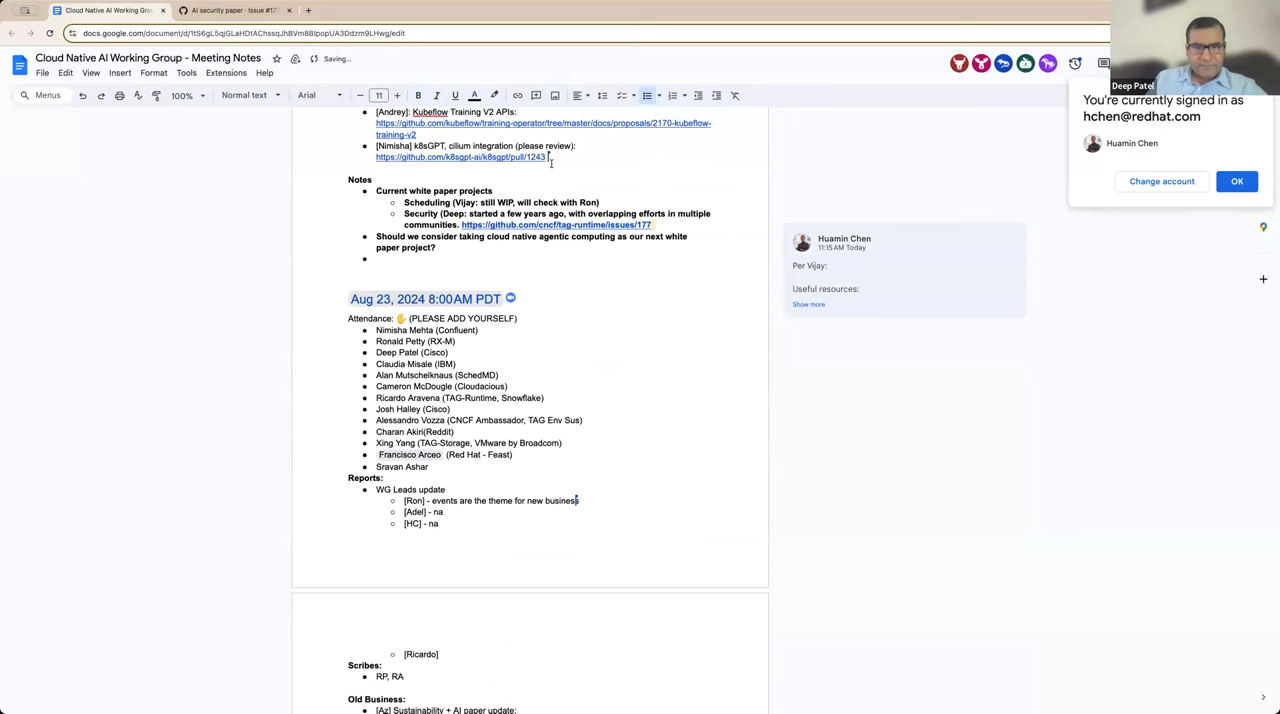 Cloud Native AI Working Grou
AI security paper · Issue #17
docs.google.com/document/d/1tS6gL5qjGLaHDtAChssqJhBVm8BIpopUA3Ddzm9LHwg/edit
Cloud Native AI Working Group - Meeting Notes
Saving...
File Edit View Insert Format Tools Extensions Help
Menus 100% Normal text Arial 11
Deep Patel
You're currently signed in as
hchen@redhat.com
Huamin Chen
Change account OK
[Andrey]: Kubeflow Training V2 APIs:
https://github.com/kubeflow/training-operator/tree/master/docs/proposals/2170-kubeflow-
training-v2
[Nimisha] k8sGPT, cilium integration (please review):
https://github.com/k8sgpt-ai/k8sgpt/pull/1243
Notes
Current white paper projects
Scheduling (Vijay: still WIP, will check with Ron)
Security (Deep: started a few years ago, with overlapping efforts in multiple
communities. https://github.com/cncf/tag-runtime/issues/177
Should we consider taking cloud native agentic computing as our next white
paper project?
Huamin Chen
11:15 AM Today
Per Vijay:
Useful resources:
Show more
Aug 23, 2024 8:00AM PDT
Attendance: ✋ (PLEASE ADD YOURSELF)
Nimisha Mehta (Confluent)
Ronald Petty (RX-M)
Deep Patel (Cisco)
Claudia Misale (IBM)
Alan Mutschelknaus (SchedMD)
Cameron McDougle (Cloudacious)
Ricardo Aravena (TAG-Runtime, Snowflake)
Josh Halley (Cisco)
Alessandro Vozza (CNCF Ambassador, TAG Env Sus)
Charan Akiri(Reddit)
Xing Yang (TAG-Storage, VMware by Broadcom)
Francisco Arceo (Red Hat - Feast)
Sravan Ashar
Reports:
WG Leads update
[Ron] - events are the theme for new business
[Adel] - na
[HC] - na
[Ricardo]
Scribes:
RP, RA
Old Business:
[Az] Sustainability + AI paper update: